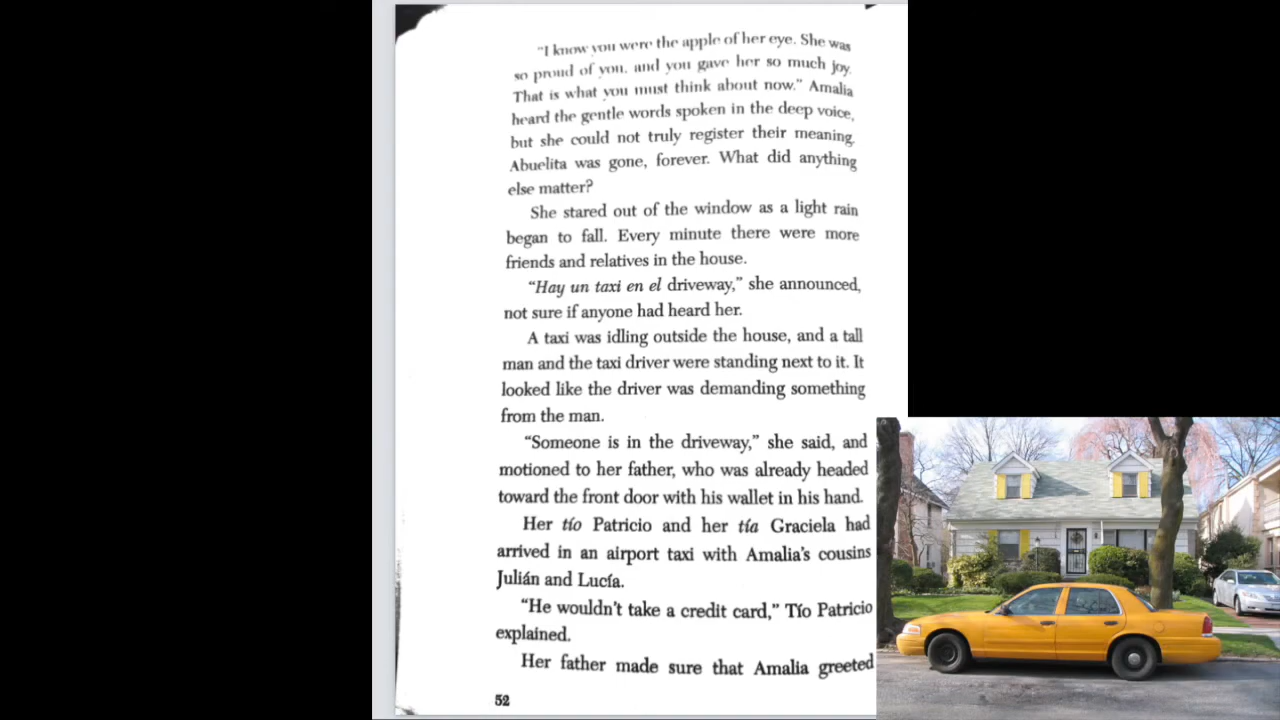 "I know you were the apple of her eye. She was
so proud of you, and you gave her so much joy.
That is what you must think about now." Amalia
heard the gentle words spoken in the deep voice,
but she could not truly register their meaning.
Abuelita was gone, forever. What did anything
else matter?
She stared out of the window as a light rain
began to fall. Every minute there were more
friends and relatives in the house.
"Hay un taxi en el driveway," she announced,
not sure if anyone had heard her.
A taxi was idling outside the house, and a tall
man and the taxi driver were standing next to it. It
looked like the driver was demanding something
from the man.
"Someone is in the driveway," she said, and
motioned to her father, who was already headed
toward the front door with his wallet in his hand.
Her tío Patricio and her tía Graciela had
arrived in an airport taxi with Amalia's cousins
Julián and Lucía.
"He wouldn't take a credit card," Tío Patricio
explained.
Her father made sure that Amalia greeted
52